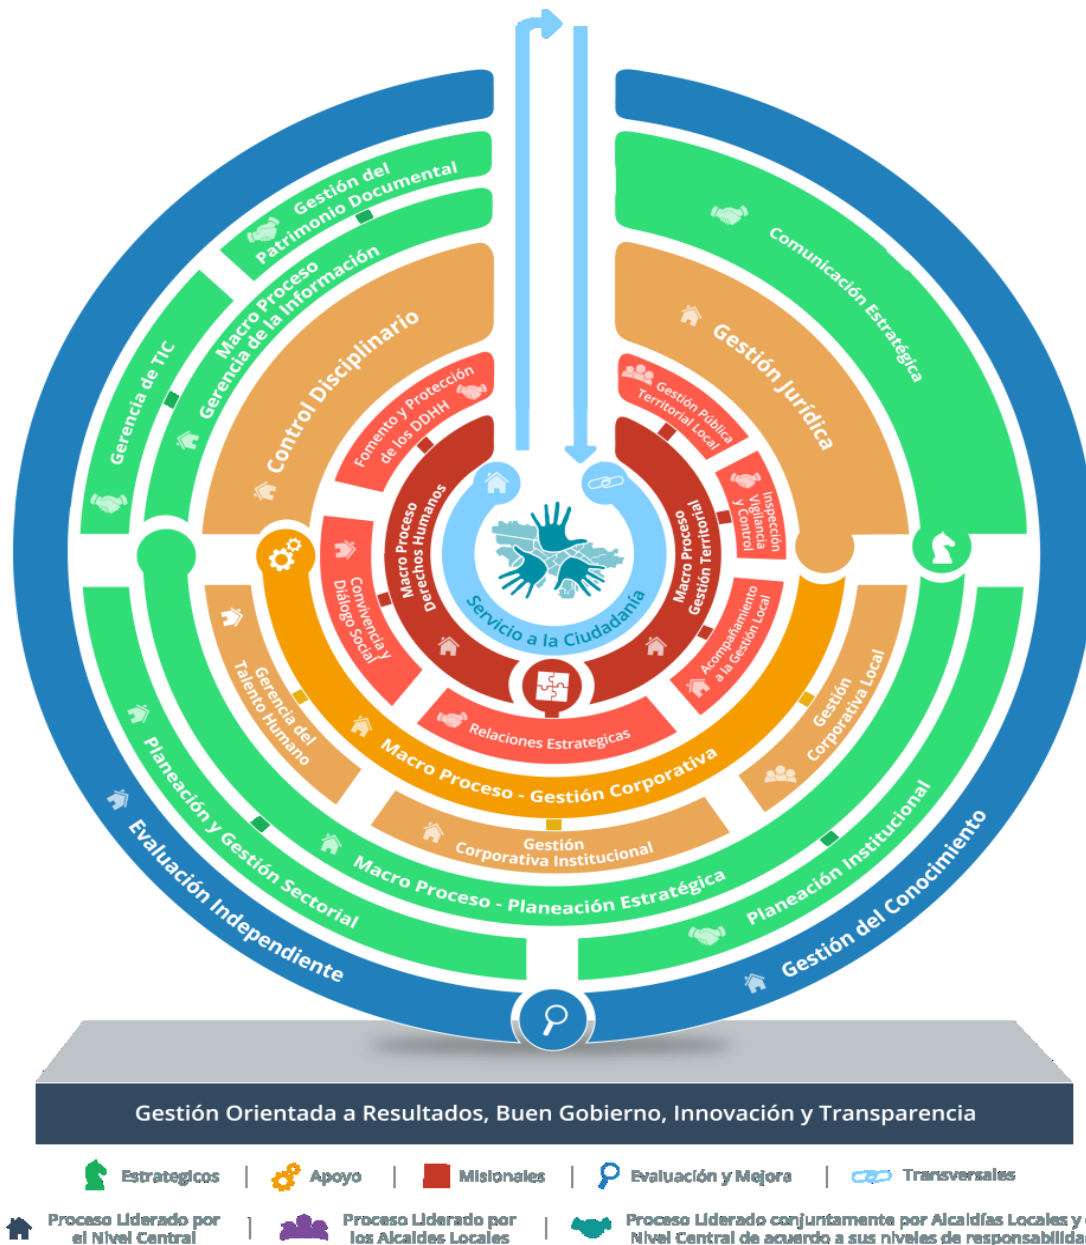 Gestión del
Patrimonio Documental
Macro Proceso
Gerencia de la Información
Gerencia de TIC
Comunicación Estratégica
Control Disciplinario
Gestión Jurídica
Fomento y Protección
de los DDHH
Gestión Pública
Territorial Local
Inspección
Vigilancia
y Control
Macro Proceso
Derechos Humanos
Macro Proceso
Gestión Territorial
Servicio a la Ciudadanía
Convivencia y
Diálogo Social
Acompañamiento
a la Gestión Local
Relaciones Estrategicas
Gerencia del
Talento Humano
Macro Proceso - Gestión Corporativa
Gestión
Corporativa Local
Gestión
Corporativa Institucional
Macro Proceso - Planeación Estratégica
Planeación y Gestión Sectorial
Planeación Institucional
Evaluación Independiente
Gestión del Conocimiento
Gestión Orientada a Resultados, Buen Gobierno, Innovación y Transparencia
Estrategicos | Apoyo | Misionales | Evaluación y Mejora | Transversales
Proceso Liderado por
el Nivel Central
Proceso Liderado por
los Alcaldes Locales
Proceso Liderado conjuntamente por Alcaldías Locales y
Nivel Central de acuerdo a sus niveles de